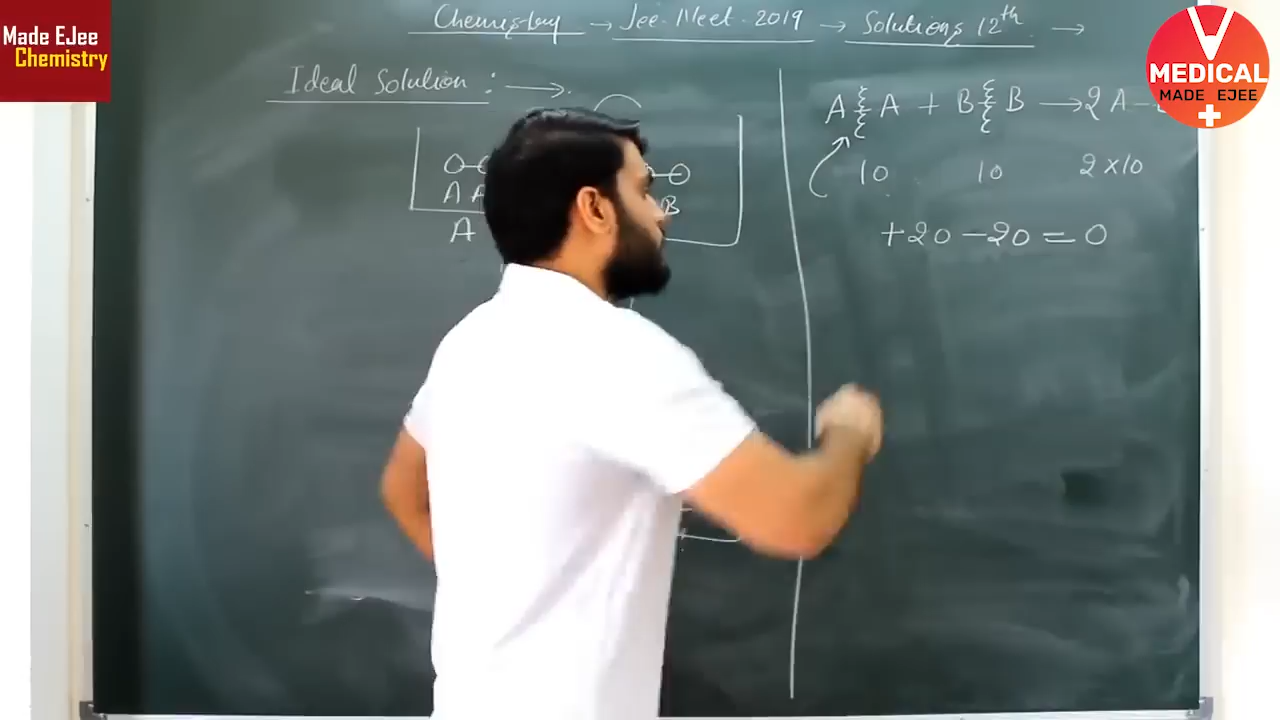 Made EJee
Chemistry
Chemistry → Jee Neet - 2019 → Solutions 12th →
V
MEDICAL
MADE EJEE
Ideal Solution : →
A A + B B → 2 A -
10 10 2 × 10
+20 - 20 = 0
A A
B
A